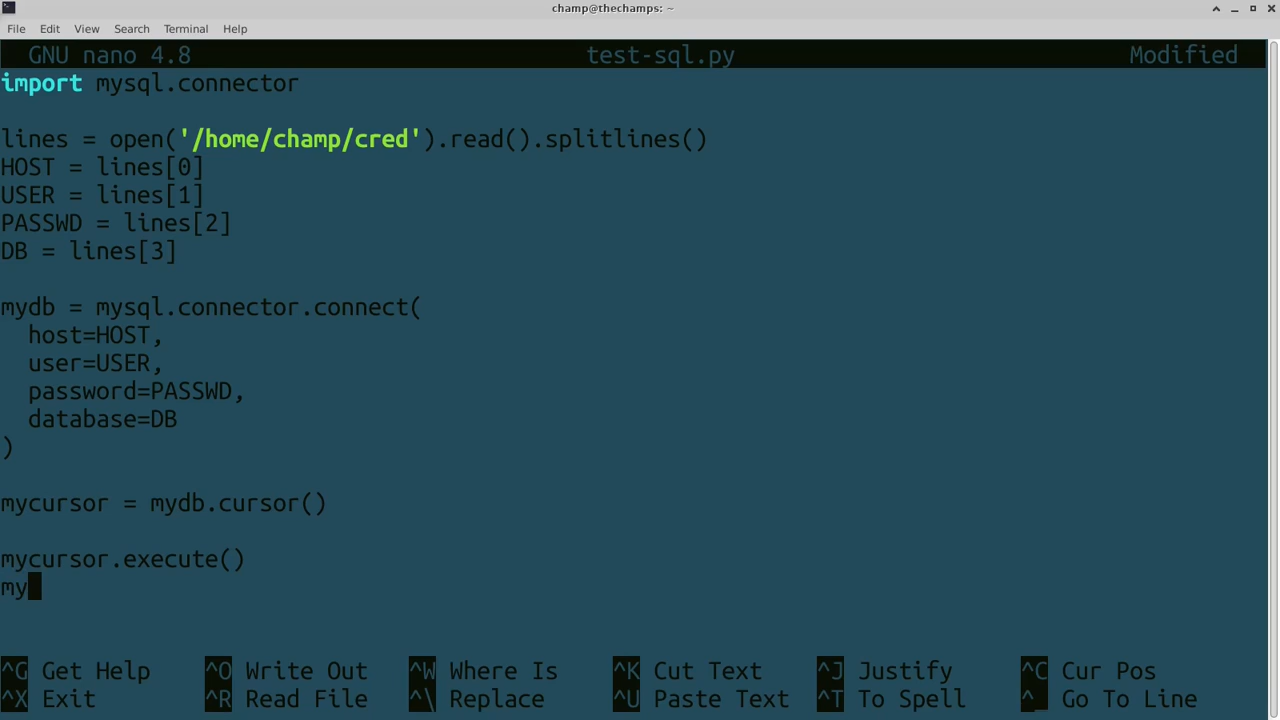 champ@thechamps: ~
File Edit View Search Terminal Help
GNU nano 4.8 test-sql.py Modified
import mysql.connector
lines = open('/home/champ/cred').read().splitlines()
HOST = lines[0]
USER = lines[1]
PASSWD = lines[2]
DB = lines[3]
mydb = mysql.connector.connect(
  host=HOST,
  user=USER,
  password=PASSWD,
  database=DB
)
mycursor = mydb.cursor()
mycursor.execute()
my
^G Get Help ^O Write Out ^W Where Is ^K Cut Text ^J Justify ^C Cur Pos
^X Exit ^R Read File ^\ Replace ^U Paste Text ^T To Spell ^_ Go To Line